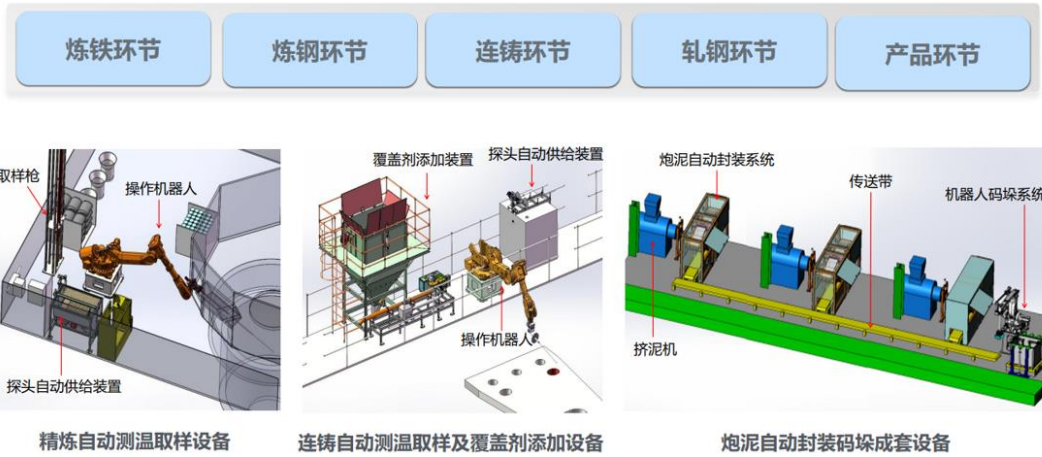 炼铁环节
炼钢环节
连铸环节
轧钢环节
产品环节
取样枪
操作机器人
探头自动供给装置
覆盖剂添加装置
探头自动供给装置
操作机器人
炮泥自动封装系统
传送带
机器人码垛系统
挤泥机
精炼自动测温取样设备
连铸自动测温取样及覆盖剂添加设备
炮泥自动封装码垛成套设备